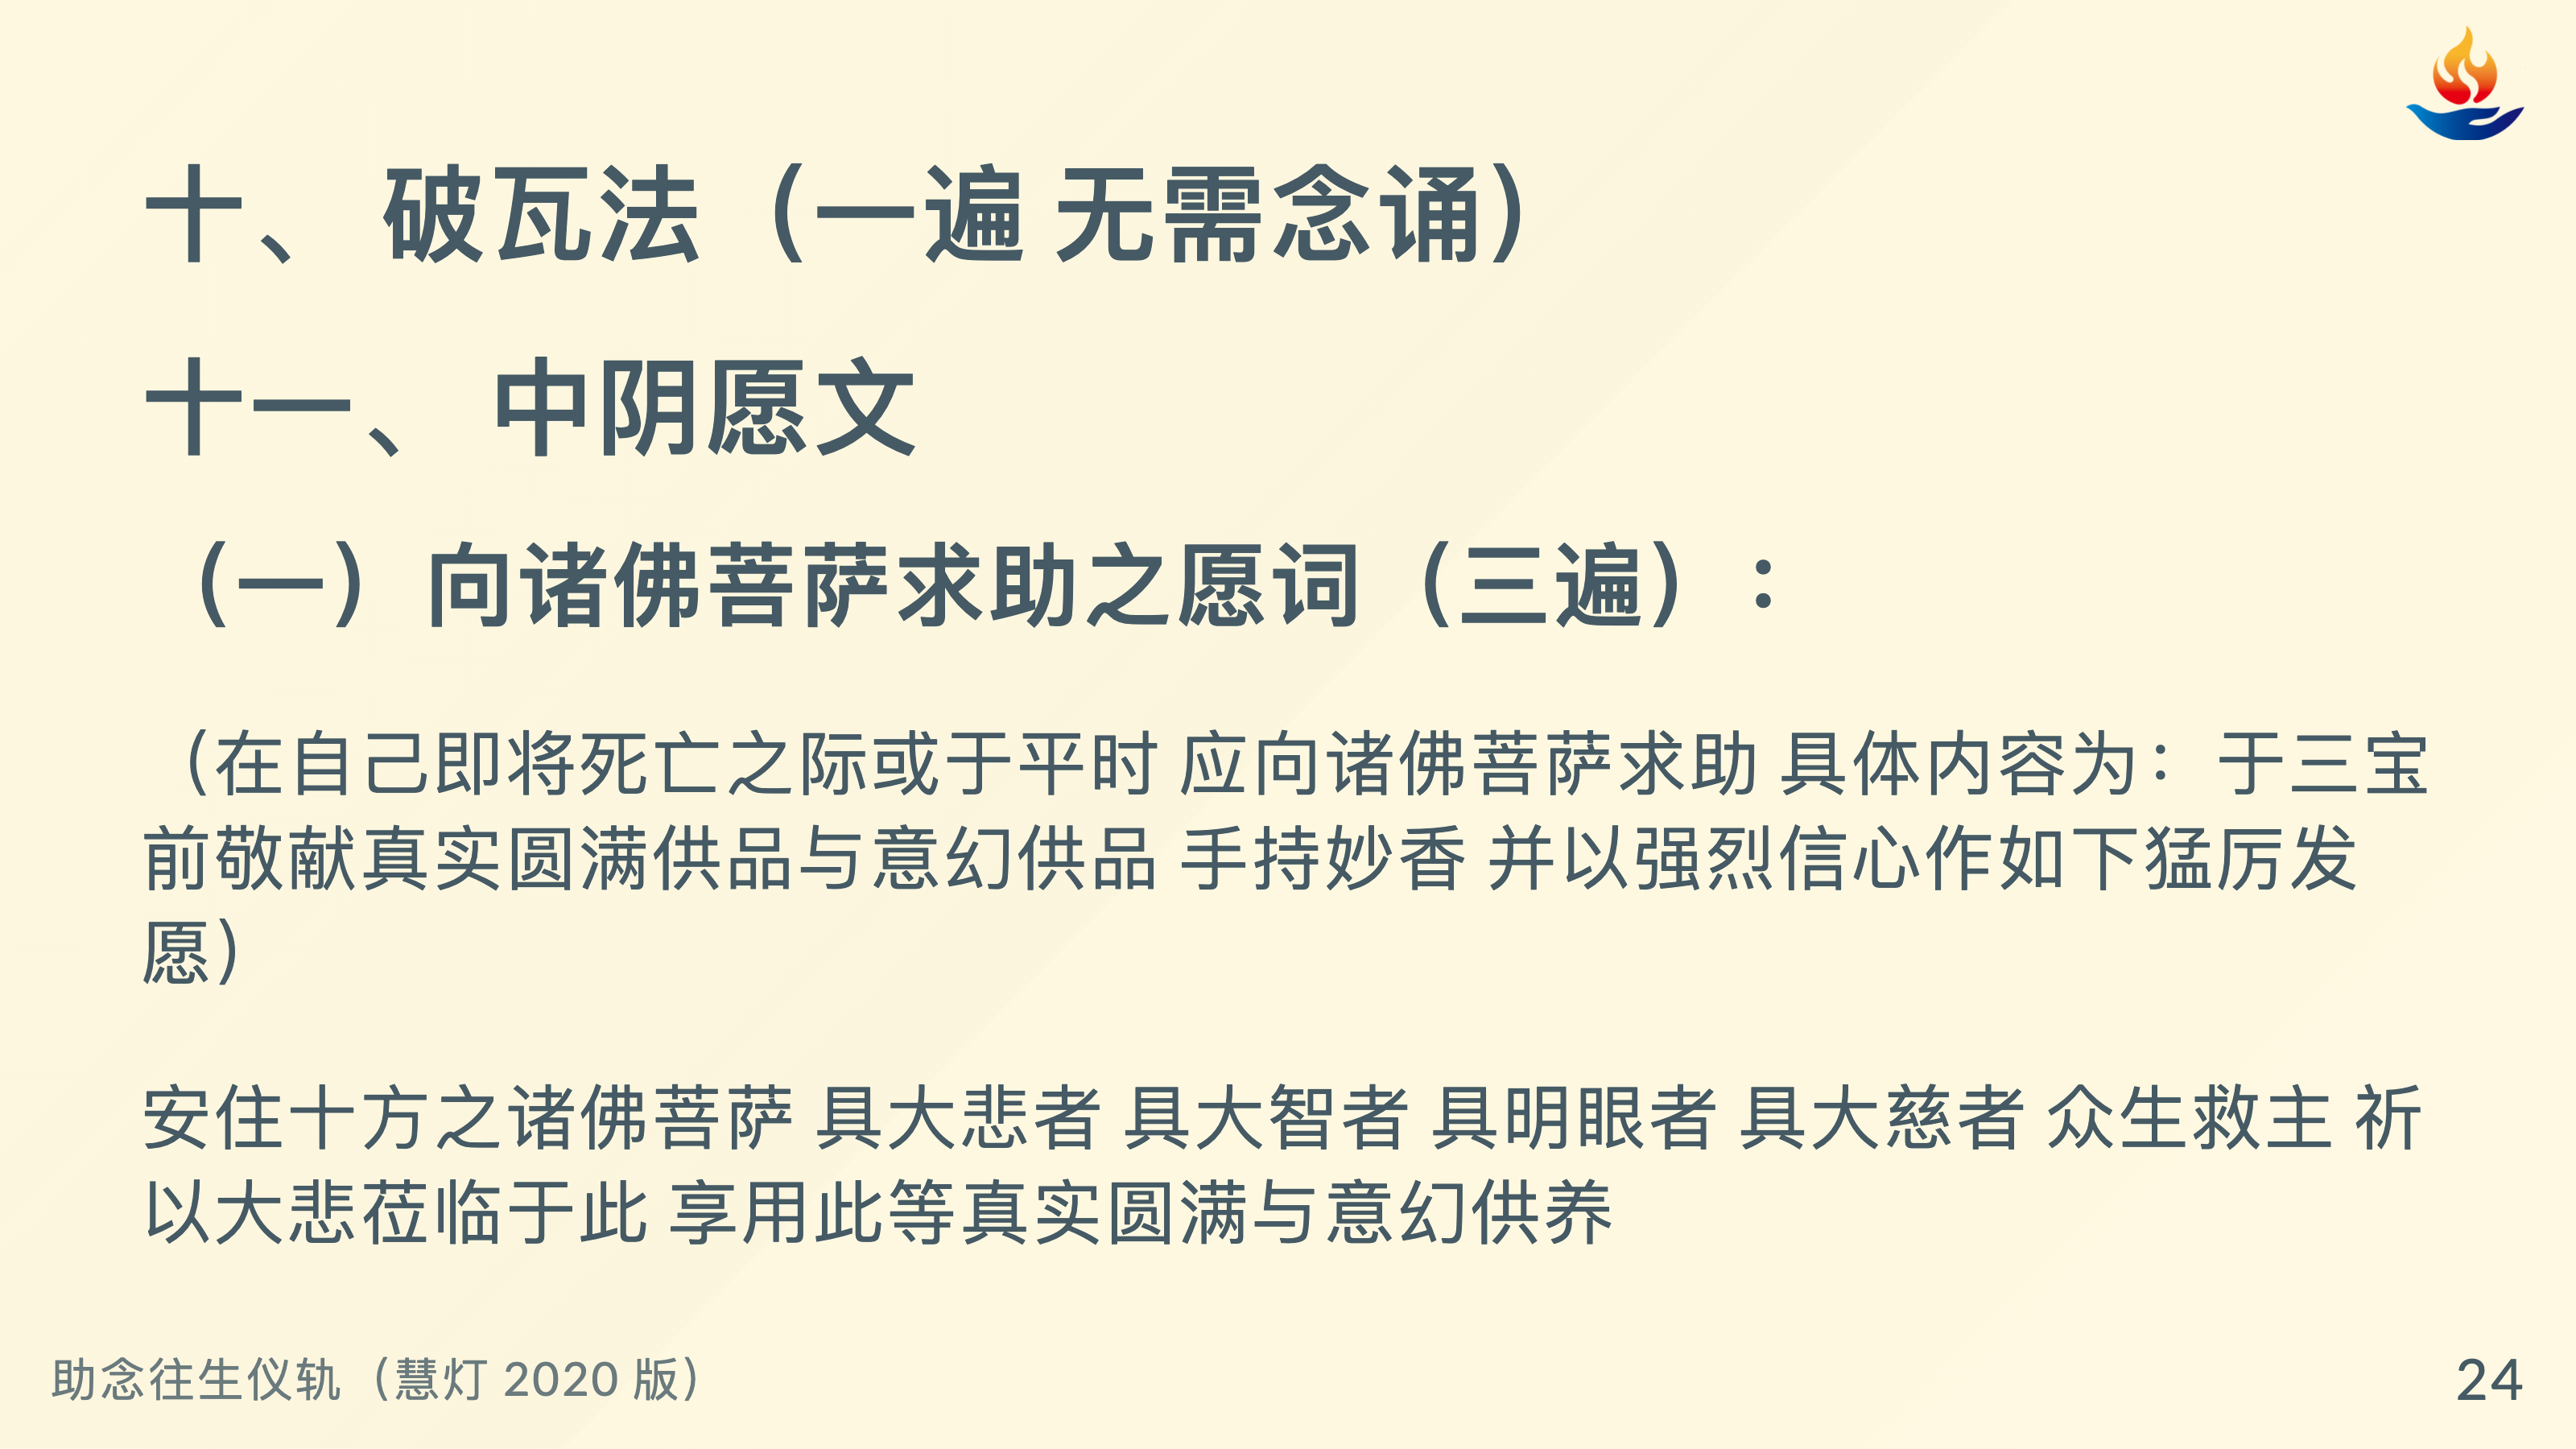 十、 破瓦法（一遍 无需念诵）
十一、 中阴愿文
（一）向诸佛菩萨求助之愿词（三遍）：
（在自己即将死亡之际或于平时 应向诸佛菩萨求助 具体内容为：于三宝
前敬献真实圆满供品与意幻供品 手持妙香 并以强烈信心作如下猛厉发
愿）
安住十方之诸佛菩萨 具大悲者 具大智者 具明眼者 具大慈者 众生救主 祈
以大悲莅临于此 享用此等真实圆满与意幻供养
助念往生仪轨（慧灯 2020 版）
24